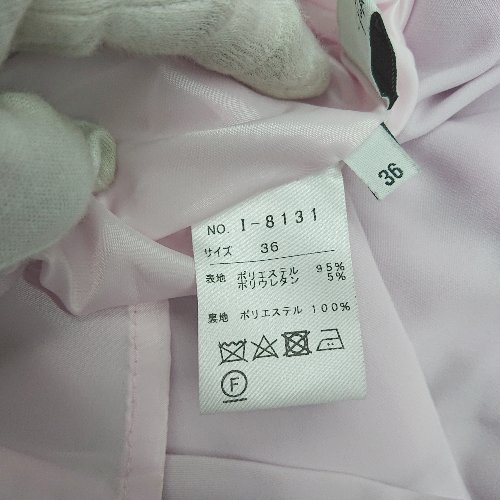 36
NO. I-8131
サイズ 36
表地 ポリエステル 95%
ポリウレタン 5%
裏地 ポリエステル 100%
F